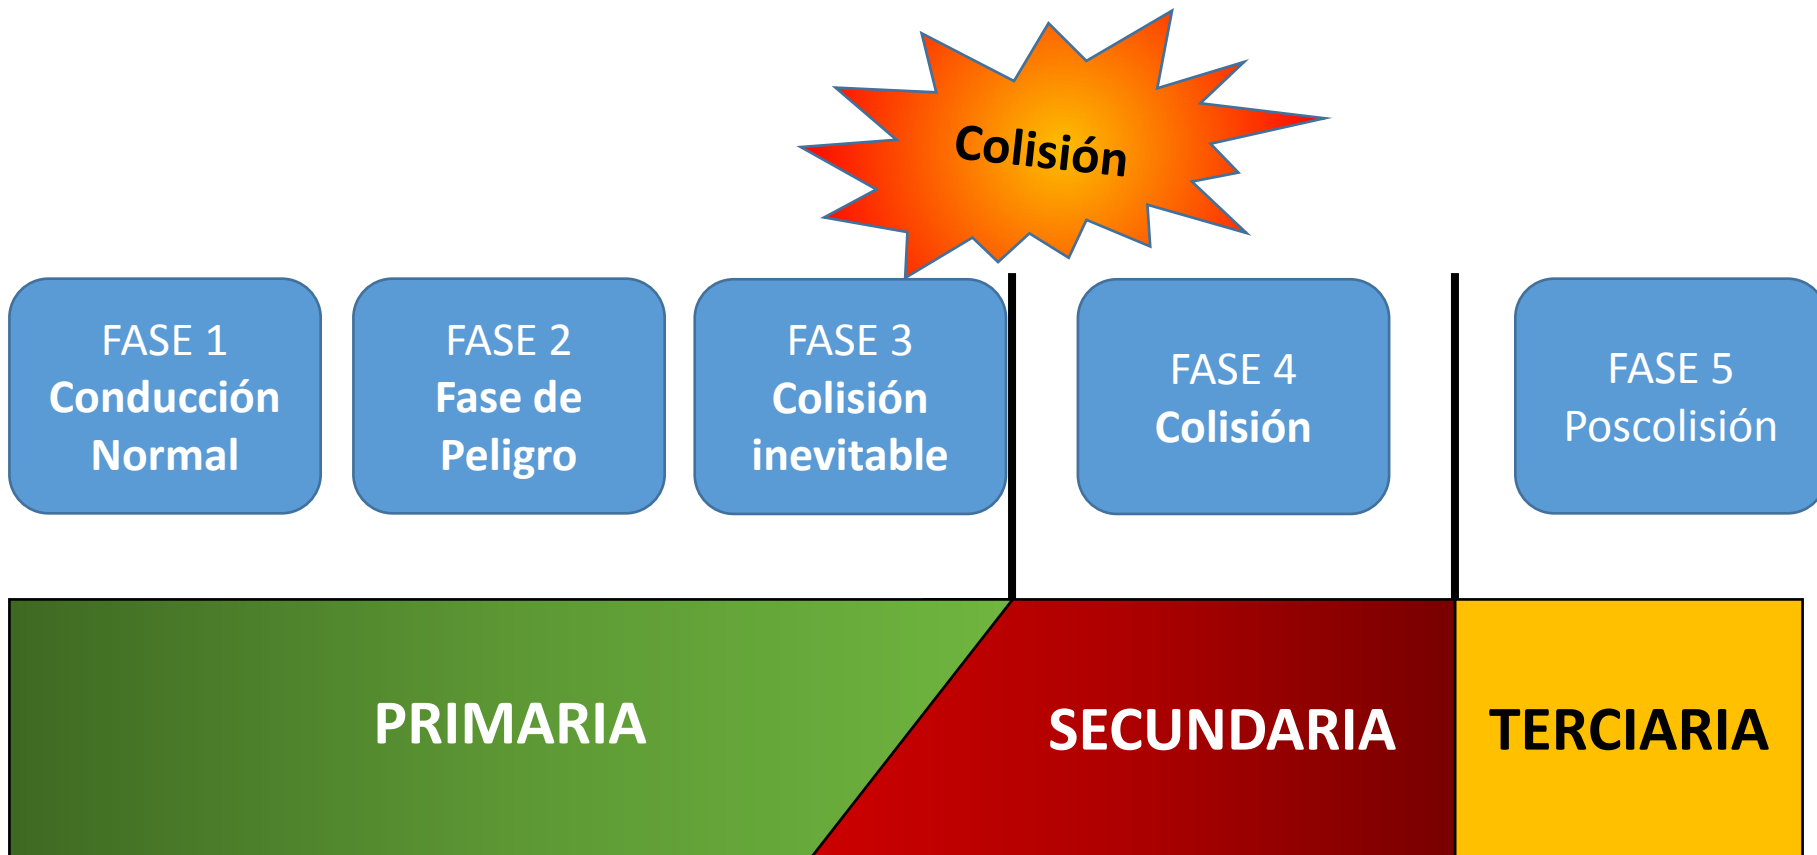 Colisión
FASE 1
Conducción
Normal
FASE 2
Fase de
Peligro
FASE 3
Colisión
inevitable
FASE 4
Colisión
FASE 5
Poscolisión
PRIMARIA
SECUNDARIA
TERCIARIA